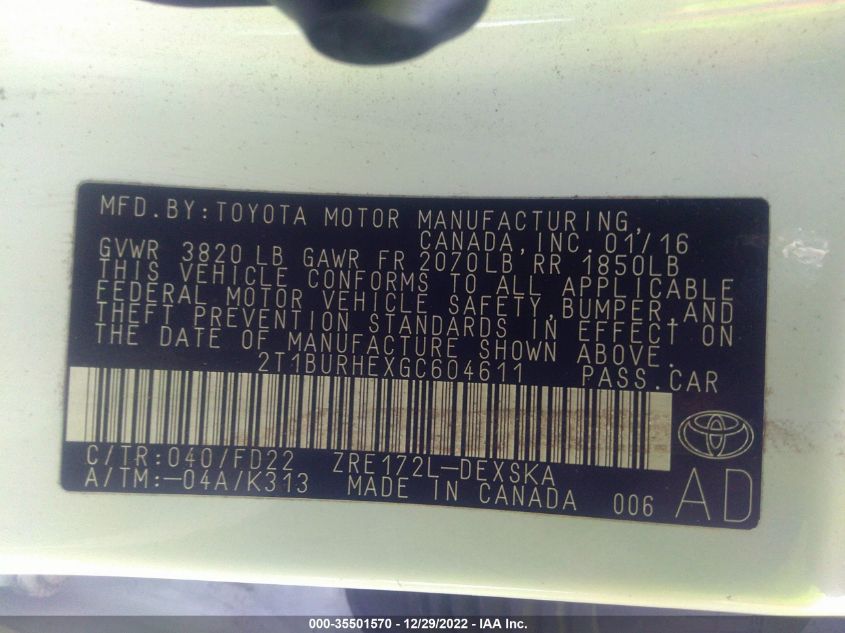 MFD.BY:TOYOTA MOTOR MANUFACTURING,
CANADA,INC.01/16
GVWR 3820LB GAWR FR 2070LB RR 1850LB
THIS VEHICLE CONFORMS TO ALL APPLICABLE
FEDERAL MOTOR VEHICLE SAFETY,BUMPER,AND
THEFT PREVENTION STANDARDS IN EFFECT ON
THE DATE OF MANUFACTURE SHOWN ABOVE.
2T1BURHEXGC604611 PASS.CAR
C/TR:040/FD22 ZRE172L-DEXSKA
A/TM:-04A/K313 MADE IN CANADA 006 AD
000-35501570 • 12/29/2022 - IAA Inc.